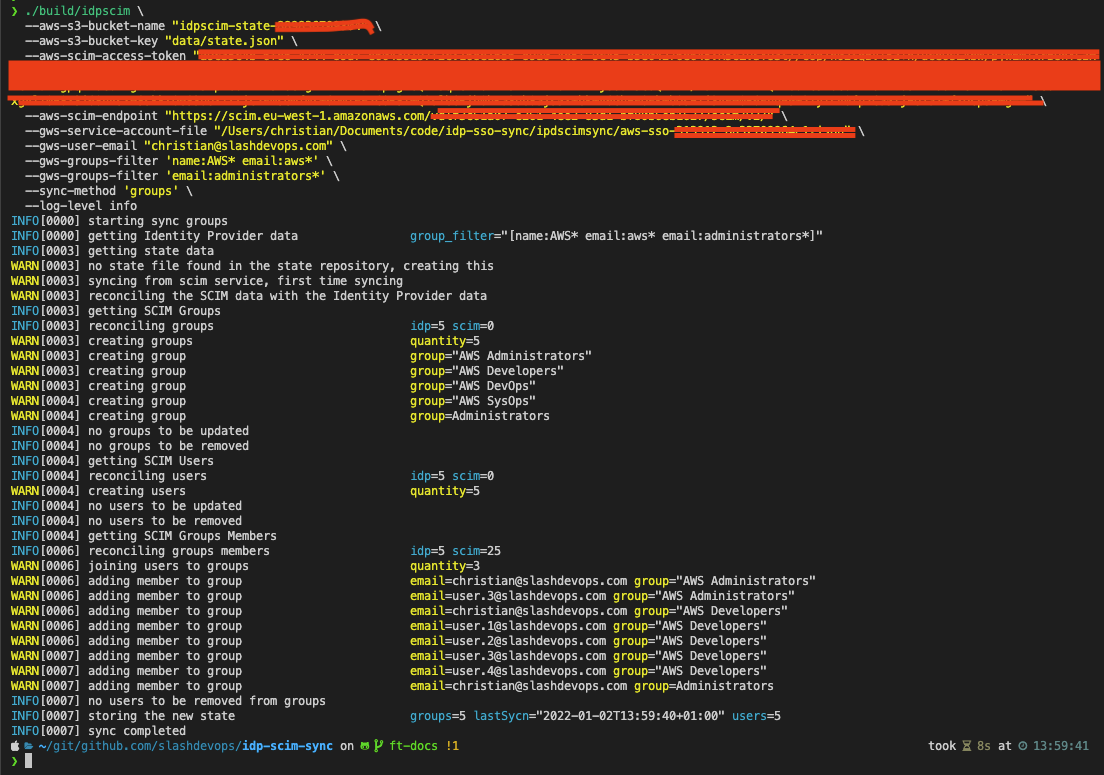 ❯ ./build/idpscim \
--aws-s3-bucket-name "idpscim-state- \
--aws-s3-bucket-key "data/state.json" \
--aws-scim-access-token "
\
--aws-scim-endpoint "https://scim.eu-west-1.amazonaws.com/ \
--gws-service-account-file "/Users/christian/Documents/code/idp-sso-sync/ipdscimsync/aws-sso- \
--gws-user-email "christian@slashdevops.com" \
--gws-groups-filter 'name:AWS* email:aws*' \
--gws-groups-filter 'email:administrators*' \
--sync-method 'groups' \
--log-level info
INFO[0000] starting sync groups
INFO[0000] getting Identity Provider data group_filter="[name:AWS* email:aws* email:administrators*]"
INFO[0003] getting state data
WARN[0003] no state file found in the state repository, creating this
WARN[0003] syncing from scim service, first time syncing
WARN[0003] reconciling the SCIM data with the Identity Provider data
INFO[0003] getting SCIM Groups
INFO[0003] reconciling groups idp=5 scim=0
WARN[0003] creating groups quantity=5
WARN[0003] creating group group="AWS Administrators"
WARN[0003] creating group group="AWS Developers"
WARN[0003] creating group group="AWS DevOps"
WARN[0004] creating group group="AWS SysOps"
WARN[0004] creating group group=Administrators
INFO[0004] no groups to be updated
INFO[0004] no groups to be removed
INFO[0004] getting SCIM Users
INFO[0004] reconciling users idp=5 scim=0
WARN[0004] creating users quantity=5
INFO[0004] no users to be updated
INFO[0004] no users to be removed
INFO[0004] getting SCIM Groups Members
INFO[0006] reconciling groups members idp=5 scim=25
WARN[0006] joining users to groups quantity=3
WARN[0006] adding member to group email=christian@slashdevops.com group="AWS Administrators"
WARN[0006] adding member to group email=user.3@slashdevops.com group="AWS Administrators"
WARN[0006] adding member to group email=christian@slashdevops.com group="AWS Developers"
WARN[0006] adding member to group email=user.1@slashdevops.com group="AWS Developers"
WARN[0006] adding member to group email=user.2@slashdevops.com group="AWS Developers"
WARN[0007] adding member to group email=user.3@slashdevops.com group="AWS Developers"
WARN[0007] adding member to group email=user.4@slashdevops.com group="AWS Developers"
WARN[0007] adding member to group email=christian@slashdevops.com group=Administrators
INFO[0007] no users to be removed from groups
INFO[0007] storing the new state groups=5 lastSycn="2022-01-02T13:59:40+01:00" users=5
INFO[0007] sync completed
~/git/github.com/slashdevops/idp-scim-sync on ft-docs !1 took 8s at 13:59:41
❯